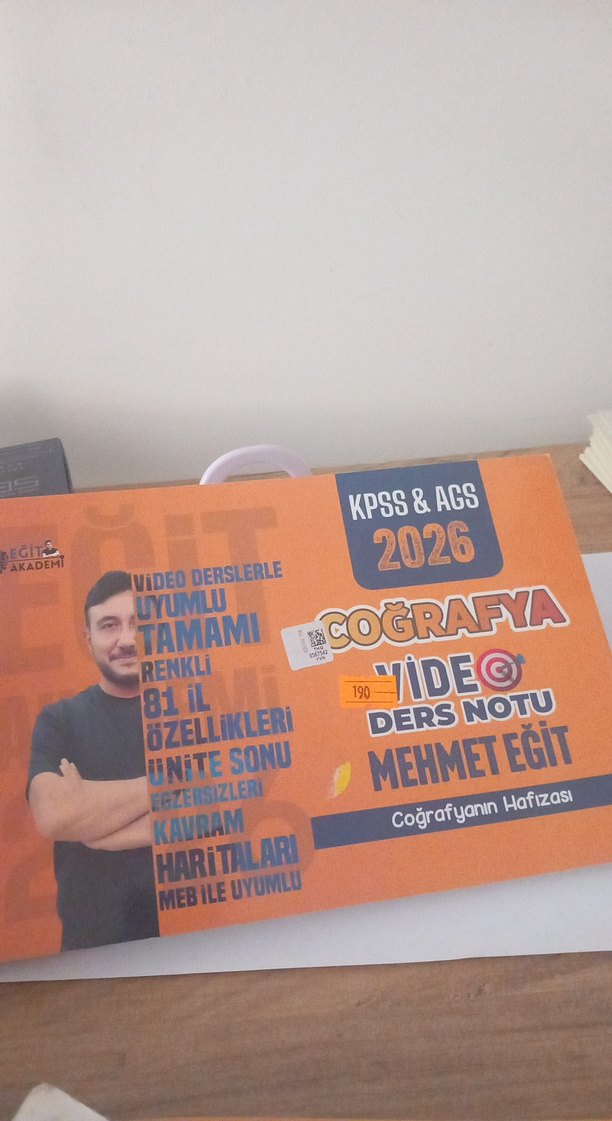 EĞİT
AKADEMİ
VİDEO DERSLERLE
UYUMLU
TAMAMI
RENKLİ
81 İL
ÖZELLİKLERİ
ÜNİTE SONU
EGZERSİZLERİ
KAVRAM
HARİTALARI
MEB İLE UYUMLU
KPSS & AGS
2026
COĞRAFYA
VİDEO
DERS NOTU
MEHMET EĞİT
Coğrafyanın Hafızası
190